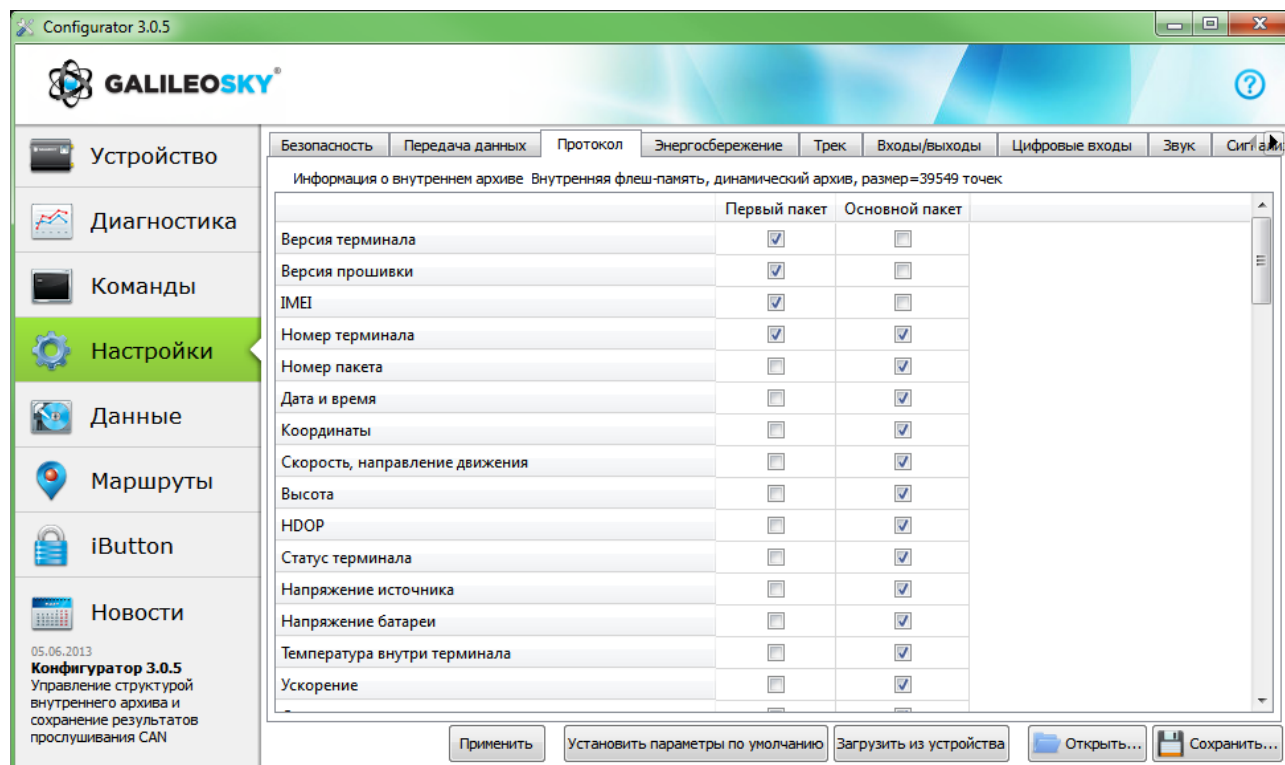 Configurator 3.0.5
GALILEOSKY®
Устройство
Диагностика
Команды
Настройки
Данные
Маршруты
iButton
Новости
05.06.2013
Конфигуратор 3.0.5
Управление структурой
внутреннего архива и
сохранение результатов
прослушивания CAN
Безопасность Передача данных Протокол Энергосбережение Трек Входы/выходы Цифровые входы Звук
Информация о внутреннем архиве Внутренняя флеш-память, динамический архив, размер=39549 точек
Первый пакет Основной пакет
Версия терминала
Версия прошивки
IMEI
Номер терминала
Номер пакета
Дата и время
Координаты
Скорость, направление движения
Высота
HDOP
Статус терминала
Напряжение источника
Напряжение батареи
Температура внутри терминала
Ускорение
Применить Установить параметры по умолчанию Загрузить из устройства Открыть... Сохранить...